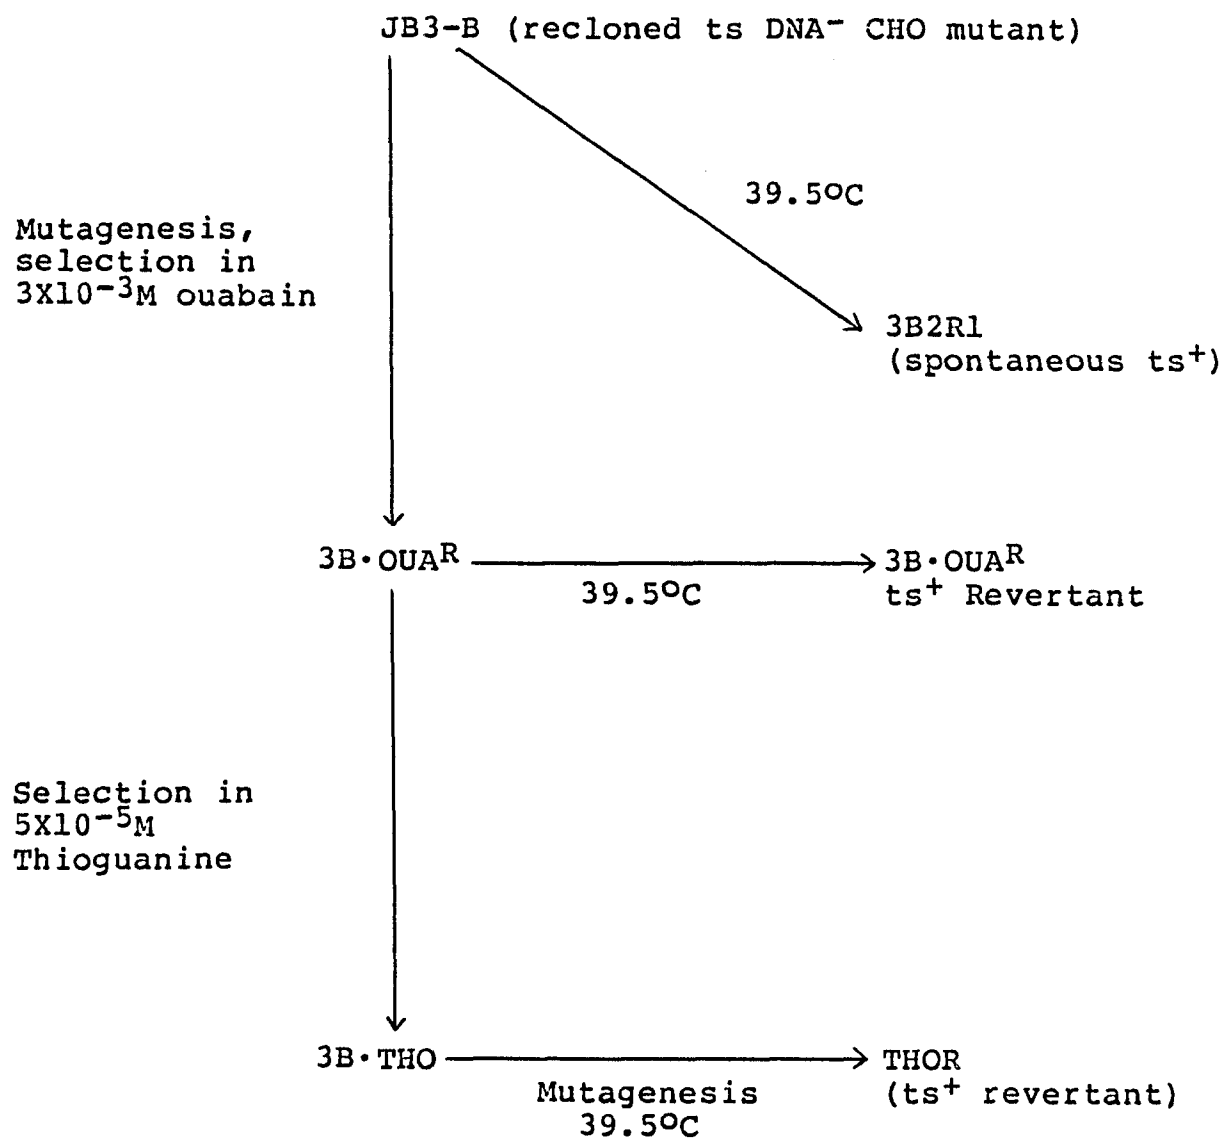 JB3-B (recloned ts DNA⁻ CHO mutant)
39.5°C
Mutagenesis,
selection in
3X10⁻³M ouabain
3B2R1
(spontaneous ts⁺)
3B·OUAᴿ
39.5°C
3B·OUAᴿ
ts⁺ Revertant
Selection in
5X10⁻⁵M
Thioguanine
3B·THO
Mutagenesis
39.5°C
THOR
(ts⁺ revertant)